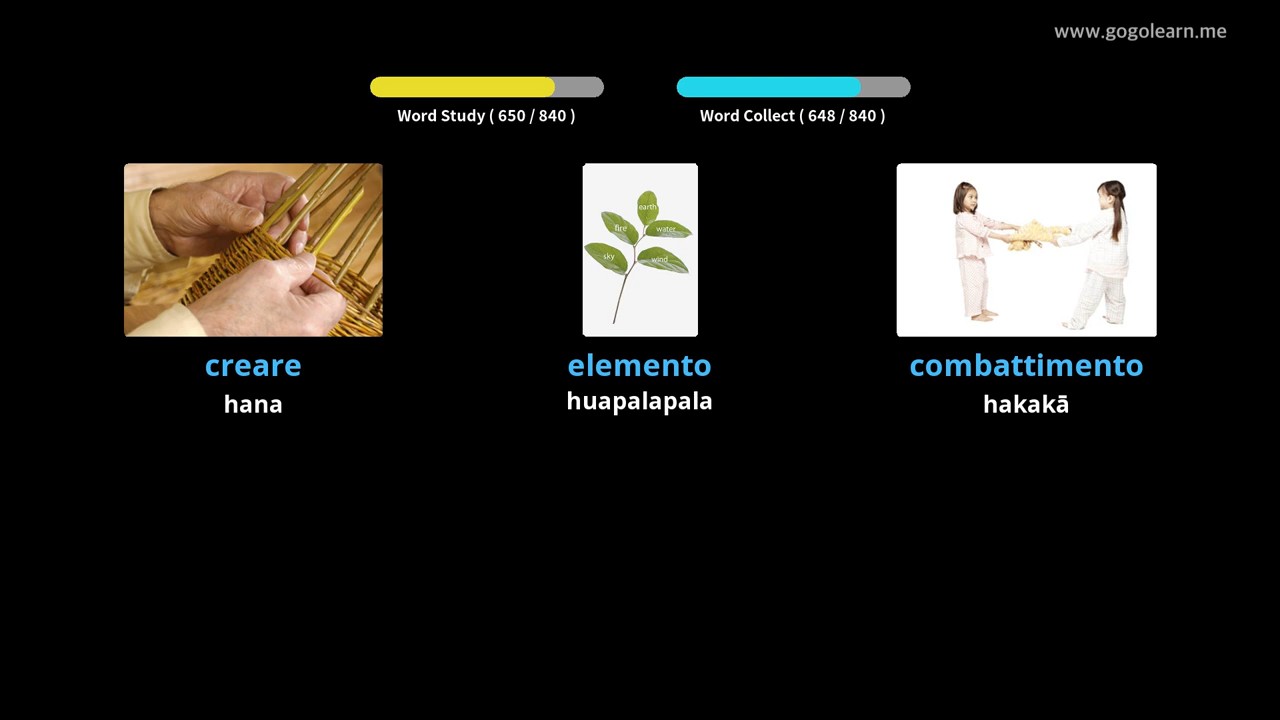 www.gogolearn.me
Word Study ( 650 / 840 )
Word Collect ( 648 / 840 )
earth
fire
water
sky
wind
creare
hana
elemento
huapalapala
combattimento
hakakā